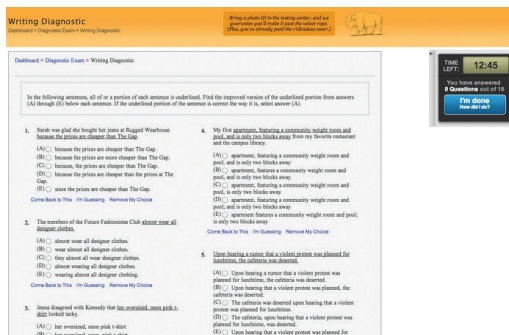 Writing Diagnostic
Dashboard > Diagnostic Exam > Writing Diagnostic
Bring a photo ID to the testing center, and we
guarantee you'll make it past the velvet rope.
(Plus, you've already paid the ridiculous cover.)
TIME
LEFT:
12:45
You have answered
8 Questions out of 18
I'm done
How did I do?
Dashboard > Diagnostic Exam > Writing Diagnostic
In the following sentences, all of or a portion of each sentence is underlined. Find the improved version of the underlined portion from answers
(A) through (E) below each sentence. If the underlined portion of the sentence is correct the way it is, select answer (A).
1. Sarah was glad she bought her jeans at Rugged Wearhouse
because the prices are cheaper than The Gap.
(A) because the prices are cheaper than The Gap.
(B) because the prices are more cheaper than The Gap.
(C) because, the prices are cheaper than The Gap.
(D) because the prices are cheaper than the prices at The
Gap.
(E) since the prices are cheaper than The Gap.
Come Back to This I'm Guessing Remove My Choice
2. The members of the Future Fashionistas Club almost wear all
designer clothes.
(A) almost wear all designer clothes.
(B) wear almost all designer clothes.
(C) they almost all wear designer clothes.
(D) almost wearing all designer clothes.
(E) wearing almost all designer clothing.
Come Back to This I'm Guessing Remove My Choice
3. Jenna disagreed with Kennedy that her oversized, neon pink t-
shirt looked tacky.
(A) her oversized, neon pink t-shirt
4. My first apartment, featuring a community weight room and
pool, and is only two blocks away from my favorite restaurant
and the campus library.
(A) apartment, featuring a community weight room and
pool, and is only two blocks away
(B) apartment, features a community weight room and
pool, and is only two blocks away
(C) apartment, featuring a community weight room and
pool, is only two blocks away
(D) apartment, featuring a community weight room and
pool; and is only two blocks away
(E) apartment features a community weight room and pool;
is only two blocks away
Come Back to This I'm Guessing Remove My Choice
5. Upon hearing a rumor that a violent protest was planned for
lunchtime, the cafeteria was deserted.
(A) Upon hearing a rumor that a violent protest was
planned for lunchtime, the cafeteria was deserted.
(B) Upon hearing that a violent protest was planned, the
cafeteria was deserted.
(C) The cafeteria was deserted upon hearing that a violent
protest was planned for lunchtime.
(D) The cafeteria, upon hearing that a violent protest was
planned for lunchtime, was deserted.
(E) Upon hearing that a violent protest was planned for